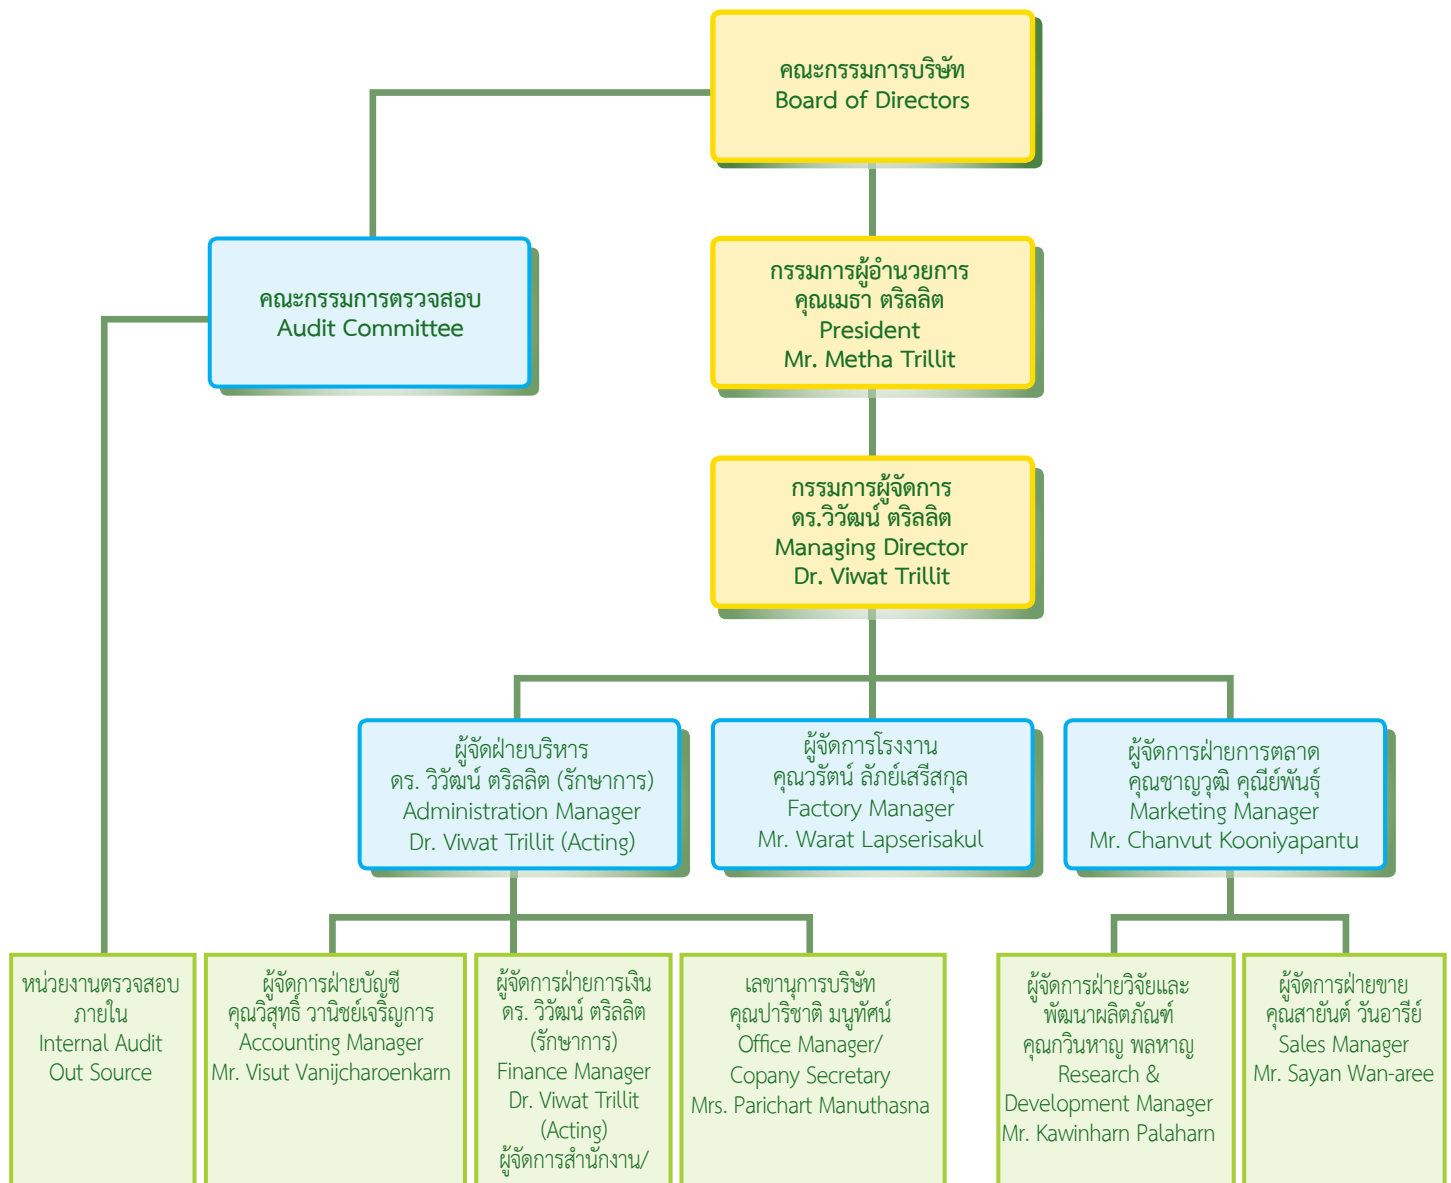 คณะกรรมการบริษัท
Board of Directors
คณะกรรมการตรวจสอบ
Audit Committee
กรรมการผู้อำนวยการ
คุณเมธา ตริลลิต
President
Mr. Metha Trillit
กรรมการผู้จัดการ
ดร.วิวัฒน์ ตริลลิต
Managing Director
Dr. Viwat Trillit
ผู้จัดฝ่ายบริหาร
ดร. วิวัฒน์ ตริลลิต (รักษาการ)
Administration Manager
Dr. Viwat Trillit (Acting)
ผู้จัดการโรงงาน
คุณวรัตน์ ลัภย์เสรีสกุล
Factory Manager
Mr. Warat Lapserisakul
ผู้จัดการฝ่ายการตลาด
คุณชาญวุฒิ คุณีย์พันธุ์
Marketing Manager
Mr. Chanvut Kooniyapantu
หน่วยงานตรวจสอบ
ภายใน
Internal Audit
Out Source
ผู้จัดการฝ่ายบัญชี
คุณวิสุทธิ์ วานิชย์เจริญการ
Accounting Manager
Mr. Visut Vanijcharoenkarn
ผู้จัดการฝ่ายการเงิน
ดร. วิวัฒน์ ตริลลิต
(รักษาการ)
Finance Manager
Dr. Viwat Trillit
(Acting)
ผู้จัดการสำนักงาน/
เลขานุการบริษัท
คุณปาริชาติ มนูทัศน์
Office Manager/
Copany Secretary
Mrs. Parichart Manuthasna
ผู้จัดการฝ่ายวิจัยและ
พัฒนาผลิตภัณฑ์
คุณกวินหาญ พลหาญ
Research &
Development Manager
Mr. Kawinharn Palaharn
ผู้จัดการฝ่ายขาย
คุณสายันต์ วันอารีย์
Sales Manager
Mr. Sayan Wan-aree